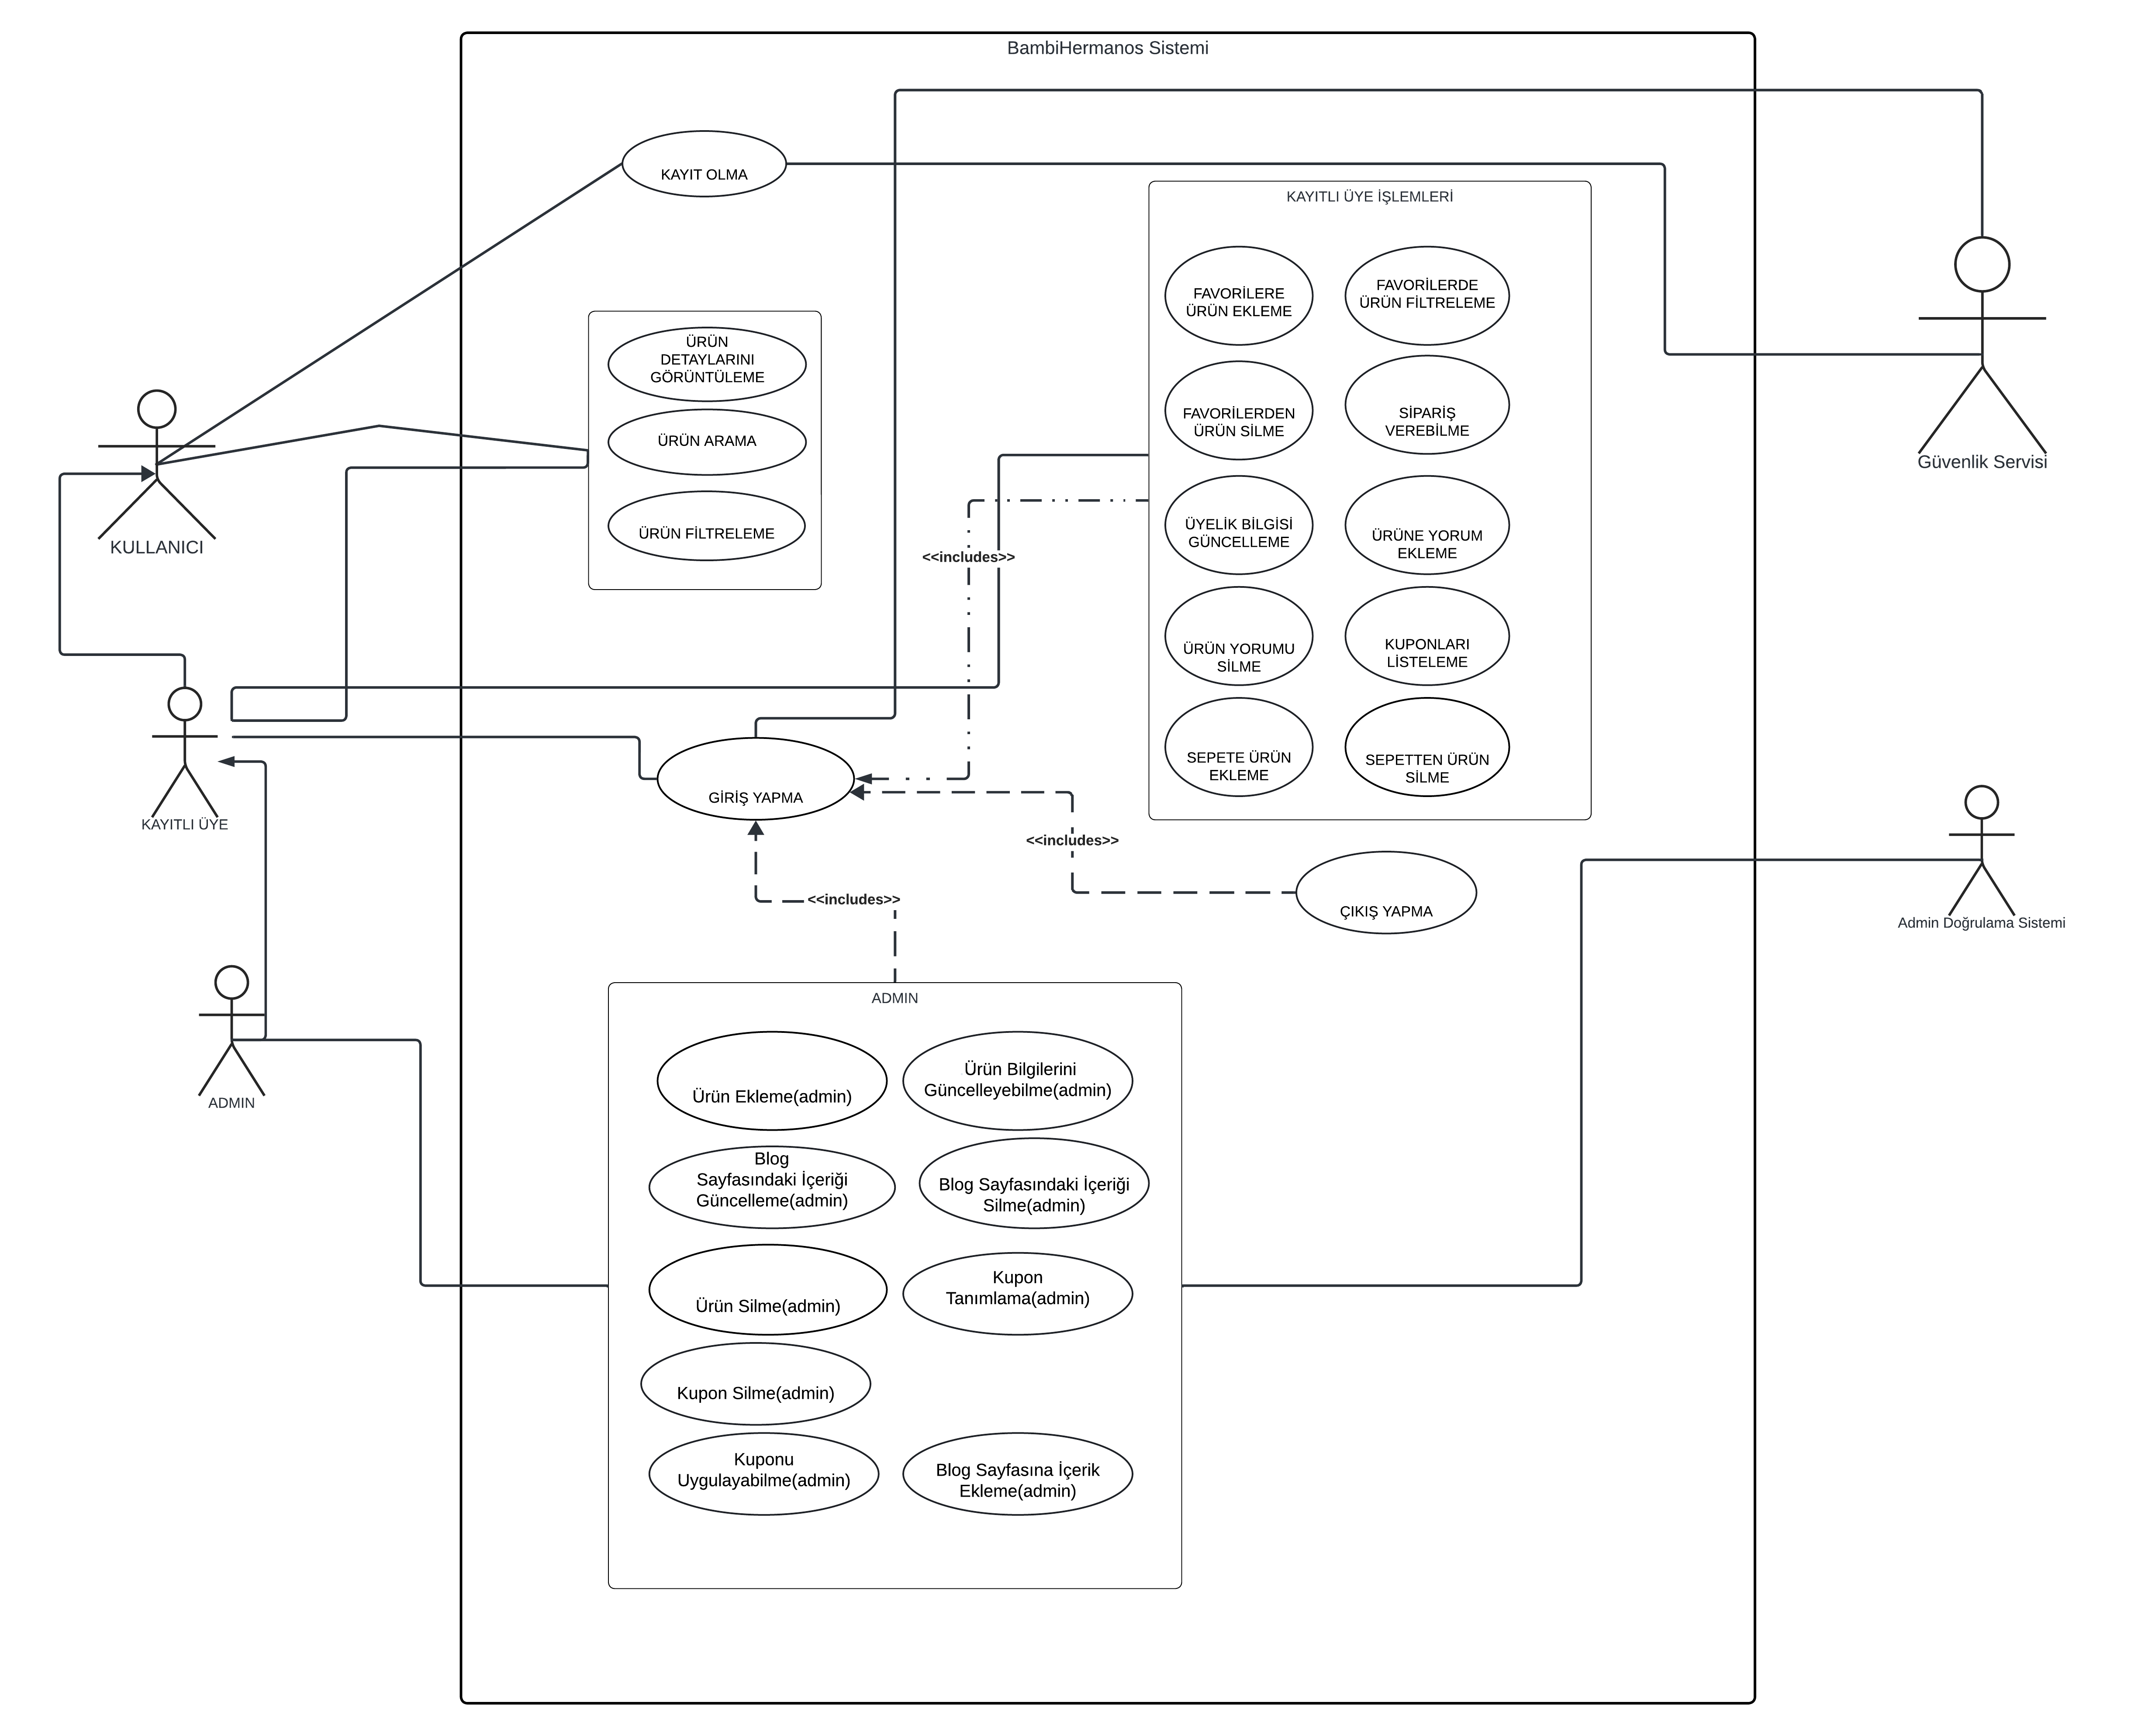 BambiHermanos Sistemi
KAYIT OLMA
KAYITLI ÜYE İŞLEMLERİ
FAVORİLERE
ÜRÜN EKLEME
FAVORİLERDE
ÜRÜN FİLTRELEME
ÜRÜN
DETAYLARINI
GÖRÜNTÜLEME
FAVORİLERDEN
ÜRÜN SİLME
SİPARİŞ
VEREBİLME
ÜRÜN ARAMA
Güvenlik Servisi
ÜRÜN FİLTRELEME
KULLANICI
ÜYELİK BİLGİSİ
GÜNCELLEME
ÜRÜNE YORUM
EKLEME
<<includes>>
ÜRÜN YORUMU
SİLME
KUPONLARI
LİSTELEME
SEPETE ÜRÜN
EKLEME
SEPETTEN ÜRÜN
SİLME
GİRİŞ YAPMA
KAYITLI ÜYE
<<includes>>
<<includes>>
ÇIKIŞ YAPMA
Admin Doğrulama Sistemi
ADMIN
ADMIN
Ürün Ekleme(admin)
Ürün Bilgilerini
Güncelleyebilme(admin)
Blog
Sayfasındaki İçeriği
Güncelleme(admin)
Blog Sayfasındaki İçeriği
Silme(admin)
Ürün Silme(admin)
Kupon
Tanımlama(admin)
Kupon Silme(admin)
Kuponu
Uygulayabilme(admin)
Blog Sayfasına İçerik
Ekleme(admin)